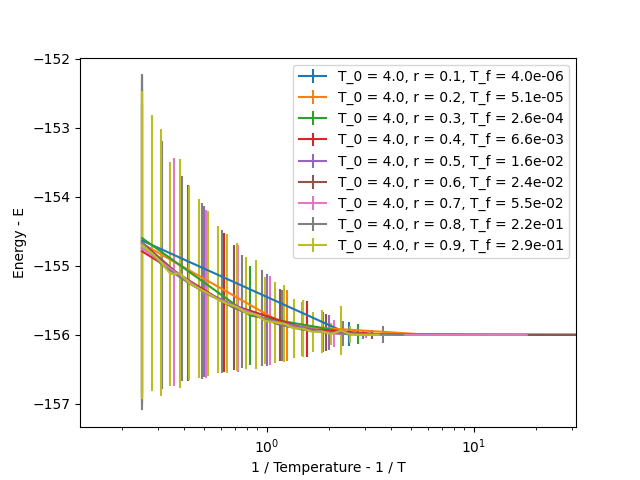 −152
−153
−154
−155
−156
−157
Energy - E
T_0 = 4.0, r = 0.1, T_f = 4.0e-06
T_0 = 4.0, r = 0.2, T_f = 5.1e-05
T_0 = 4.0, r = 0.3, T_f = 2.6e-04
T_0 = 4.0, r = 0.4, T_f = 6.6e-03
T_0 = 4.0, r = 0.5, T_f = 1.6e-02
T_0 = 4.0, r = 0.6, T_f = 2.4e-02
T_0 = 4.0, r = 0.7, T_f = 5.5e-02
T_0 = 4.0, r = 0.8, T_f = 2.2e-01
T_0 = 4.0, r = 0.9, T_f = 2.9e-01
10⁰ 10¹
1 / Temperature - 1 / T